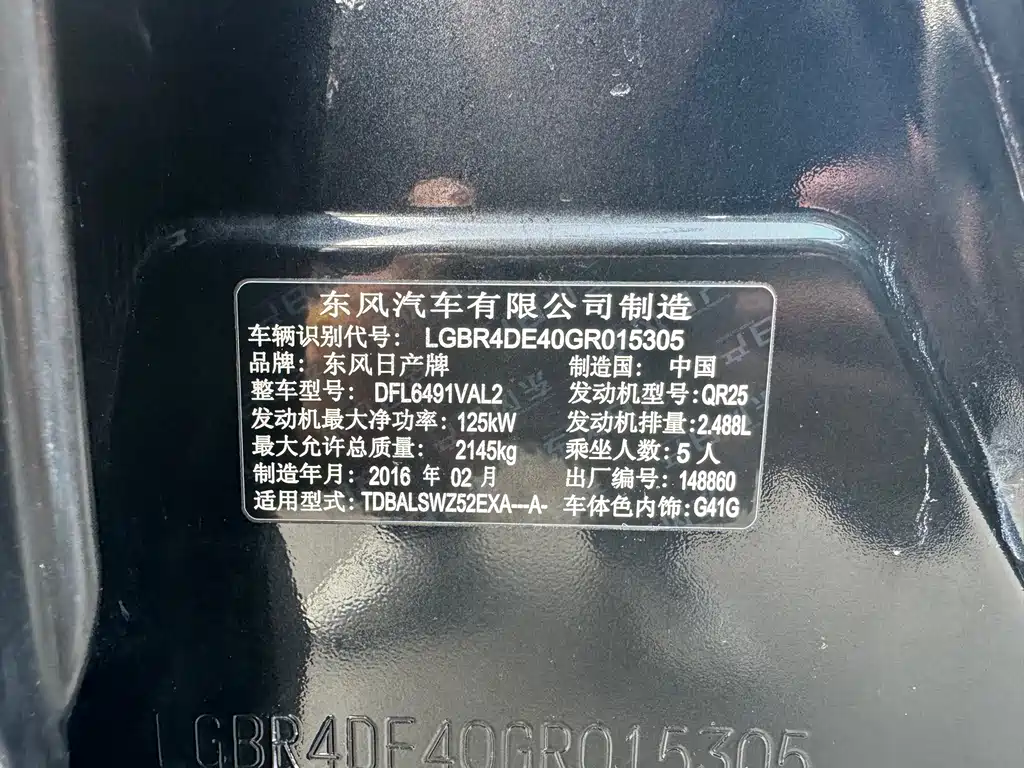 东风汽车有限公司制造
车辆识别代号: LGBR4DE40GR015305
品牌: 东风日产牌 制造国: 中国
整车型号: DFL6491VAL2 发动机型号:QR25
发动机最大净功率: 125kW 发动机排量: 2.488L
最大允许总质量: 2145kg 乘坐人数: 5 人
制造年月: 2016 年 02 月 出厂编号: 148860
适用型式: TDBALSWZ52EXA---A- 车体色内饰: G41G
LGBR4DE40GR015305